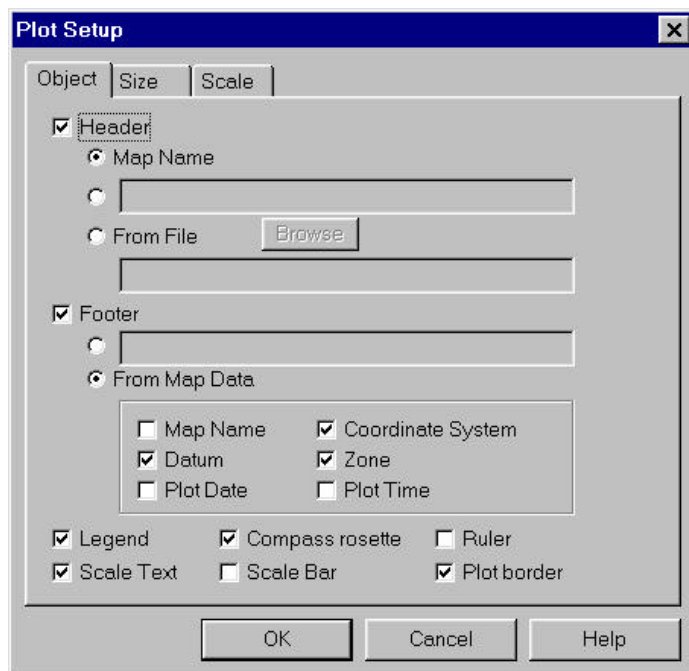 Plot Setup
Object Size Scale
Header
Map Name
From File Browse
Footer
From Map Data
Map Name Coordinate System
Datum Zone
Plot Date Plot Time
Legend Compass rosette Ruler
Scale Text Scale Bar Plot border
OK Cancel Help